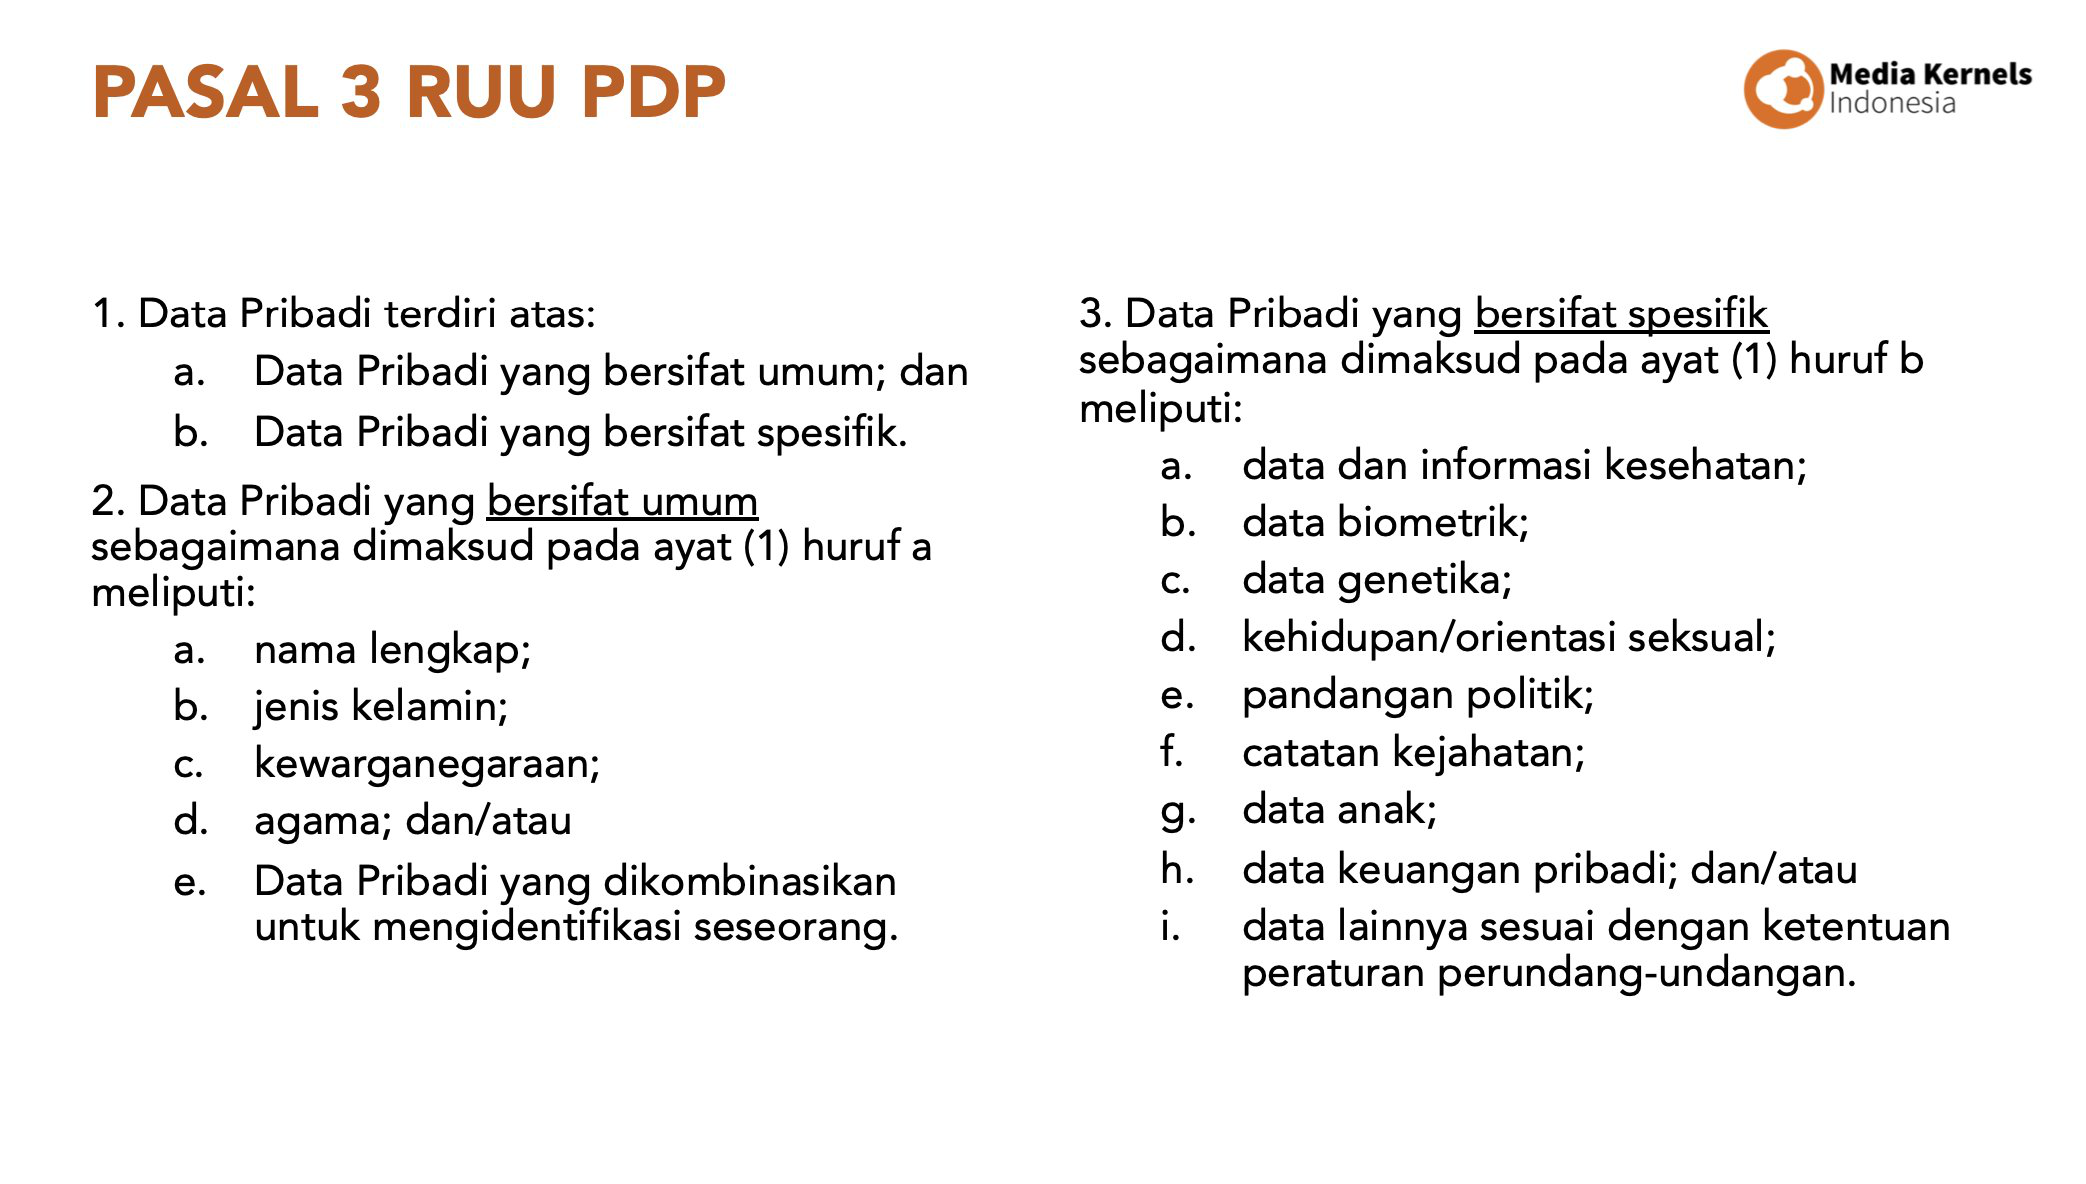 PASAL 3 RUU PDP
Media Kernels
Indonesia
1. Data Pribadi terdiri atas:
a. Data Pribadi yang bersifat umum; dan
b. Data Pribadi yang bersifat spesifik.
2. Data Pribadi yang bersifat umum
sebagaimana dimaksud pada ayat (1) huruf a
meliputi:
a. nama lengkap;
b. jenis kelamin;
c. kewarganegaraan;
d. agama; dan/atau
e. Data Pribadi yang dikombinasikan
untuk mengidentifikasi seseorang.
3. Data Pribadi yang bersifat spesifik
sebagaimana dimaksud pada ayat (1) huruf b
meliputi:
a. data dan informasi kesehatan;
b. data biometrik;
c. data genetika;
d. kehidupan/orientasi seksual;
e. pandangan politik;
f. catatan kejahatan;
g. data anak;
h. data keuangan pribadi; dan/atau
i. data lainnya sesuai dengan ketentuan
peraturan perundang-undangan.